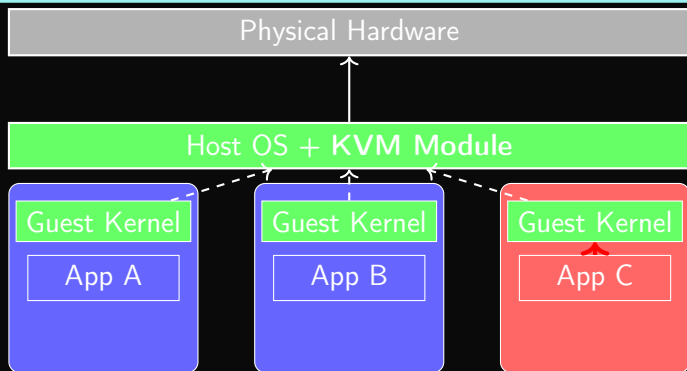 Physical Hardware
Host OS + KVM Module
Guest Kernel
App A
Guest Kernel
App B
Guest Kernel
App C